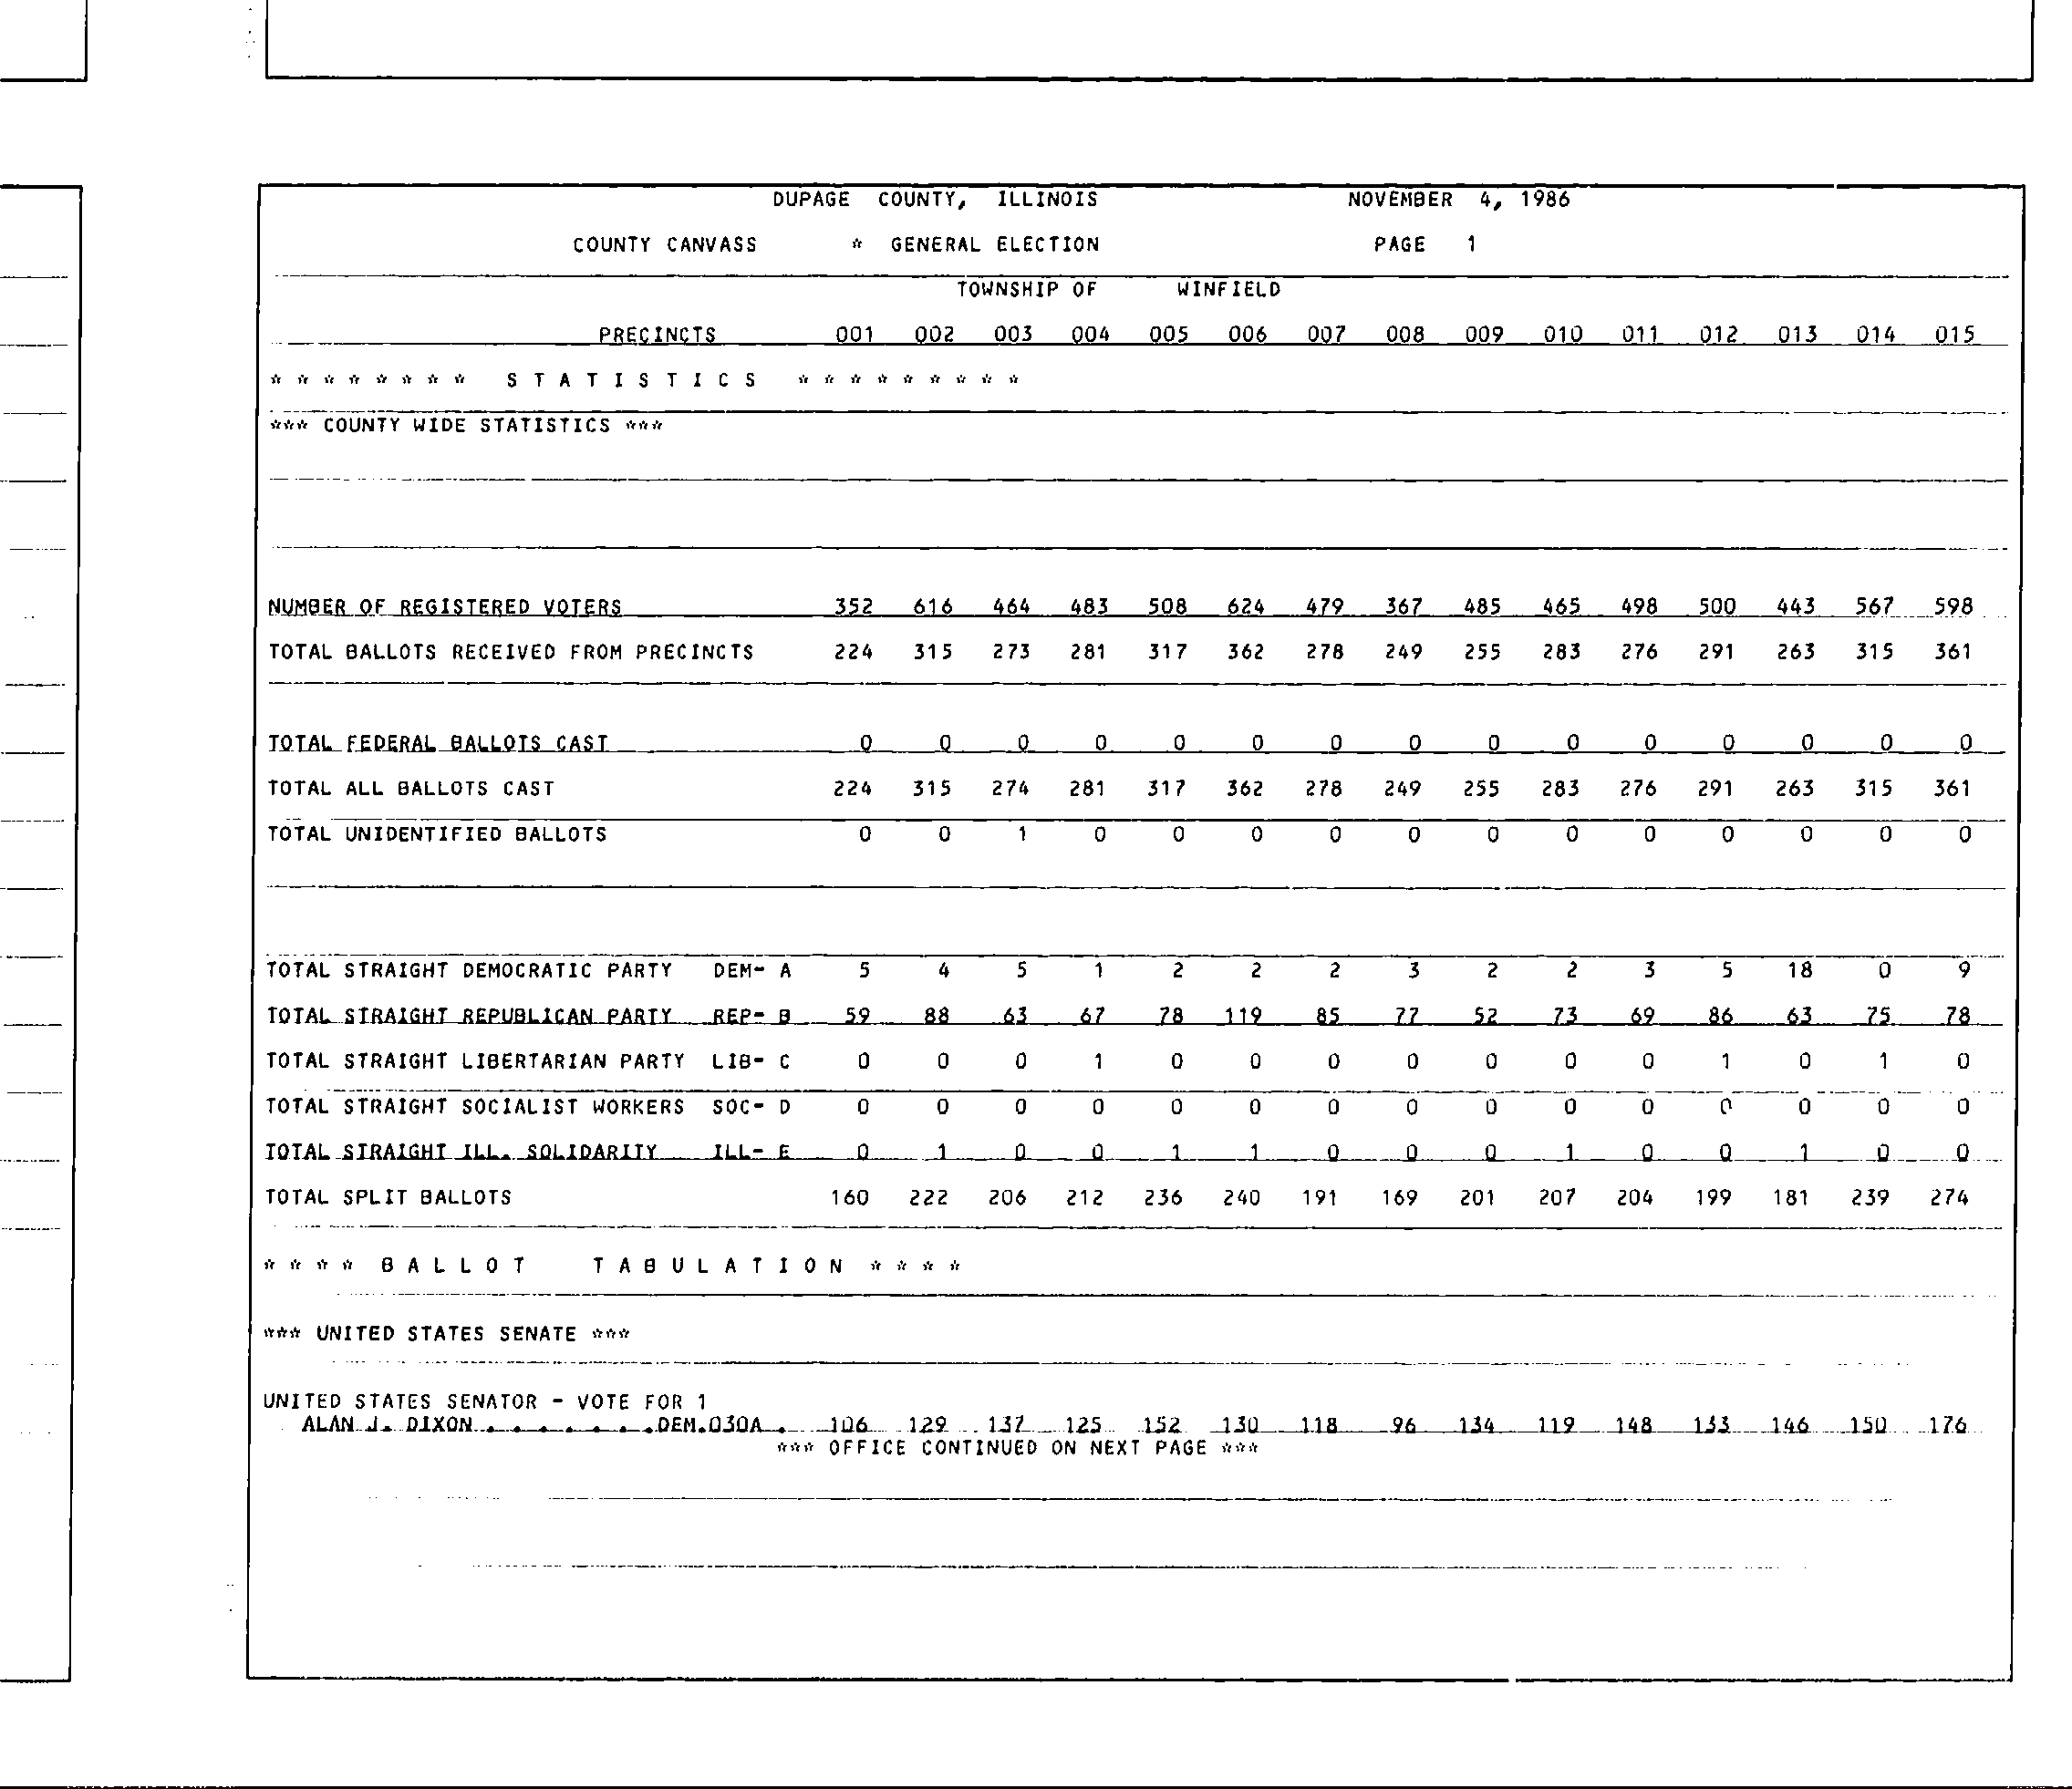 DUPAGE COUNTY, ILLINOIS NOVEMBER 4, 1986
COUNTY CANVASS * GENERAL ELECTION PAGE 1
TOWNSHIP OF WINFIELD
PRECINCTS 001 002 003 004 005 006 007 008 009 010 011 012 013 014 015
* * * * * * * * S T A T I S T I C S * * * * * * * * *
*** COUNTY WIDE STATISTICS ***
NUMBER OF REGISTERED VOTERS 352 616 464 483 508 624 479 367 485 465 498 500 443 567 598
TOTAL BALLOTS RECEIVED FROM PRECINCTS 224 315 273 281 317 362 278 249 255 283 276 291 263 315 361
TOTAL FEDERAL BALLOTS CAST 0 0 0 0 0 0 0 0 0 0 0 0 0 0 0
TOTAL ALL BALLOTS CAST 224 315 274 281 317 362 278 249 255 283 276 291 263 315 361
TOTAL UNIDENTIFIED BALLOTS 0 0 1 0 0 0 0 0 0 0 0 0 0 0 0
TOTAL STRAIGHT DEMOCRATIC PARTY DEM- A 5 4 5 1 2 2 2 3 2 2 3 5 18 0 9
TOTAL STRAIGHT REPUBLICAN PARTY REP- B 59 88 63 67 78 119 85 77 52 73 69 86 63 75 78
TOTAL STRAIGHT LIBERTARIAN PARTY LIB- C 0 0 0 1 0 0 0 0 0 0 0 1 0 1 0
TOTAL STRAIGHT SOCIALIST WORKERS SOC- D 0 0 0 0 0 0 0 0 0 0 0 0 0 0 0
TOTAL STRAIGHT ILL. SOLIDARITY ILL- E 0 1 0 0 1 1 0 0 0 1 0 0 1 0 0
TOTAL SPLIT BALLOTS 160 222 206 212 236 240 191 169 201 207 204 199 181 239 274
* * * * B A L L O T T A B U L A T I O N * * * *
*** UNITED STATES SENATE ***
UNITED STATES SENATOR - VOTE FOR 1
ALAN J. DIXON . . . . . . . .DEM.030A . 106 129 137 125 152 130 118 96 134 119 148 133 146 150 176
*** OFFICE CONTINUED ON NEXT PAGE ***